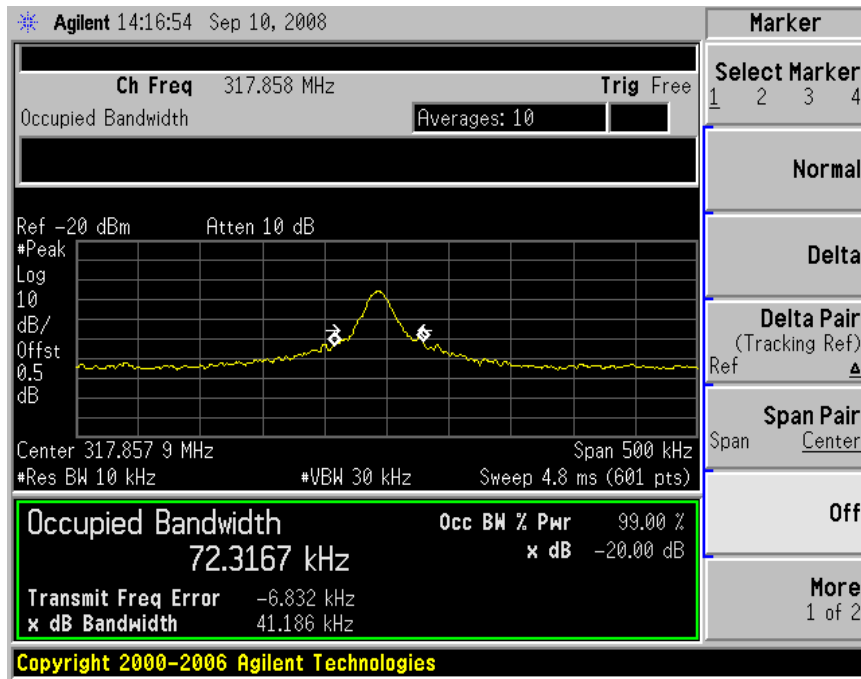 Agilent 14:16:54 Sep 10, 2008
Marker
Ch Freq 317.858 MHz Trig Free
Occupied Bandwidth Averages: 10
Ref -20 dBm Atten 10 dB
#Peak
Log
10
dB/
Offst
0.5
dB
Center 317.857 9 MHz Span 500 kHz
#Res BW 10 kHz #VBW 30 kHz Sweep 4.8 ms (601 pts)
Occupied Bandwidth
72.3167 kHz
Occ BW % Pwr 99.00 %
x dB -20.00 dB
Transmit Freq Error -6.832 kHz
x dB Bandwidth 41.186 kHz
Select Marker
1 2 3 4
Normal
Delta
Delta Pair
(Tracking Ref)
Ref Δ
Span Pair
Span Center
Off
More
1 of 2
Copyright 2000-2006 Agilent Technologies